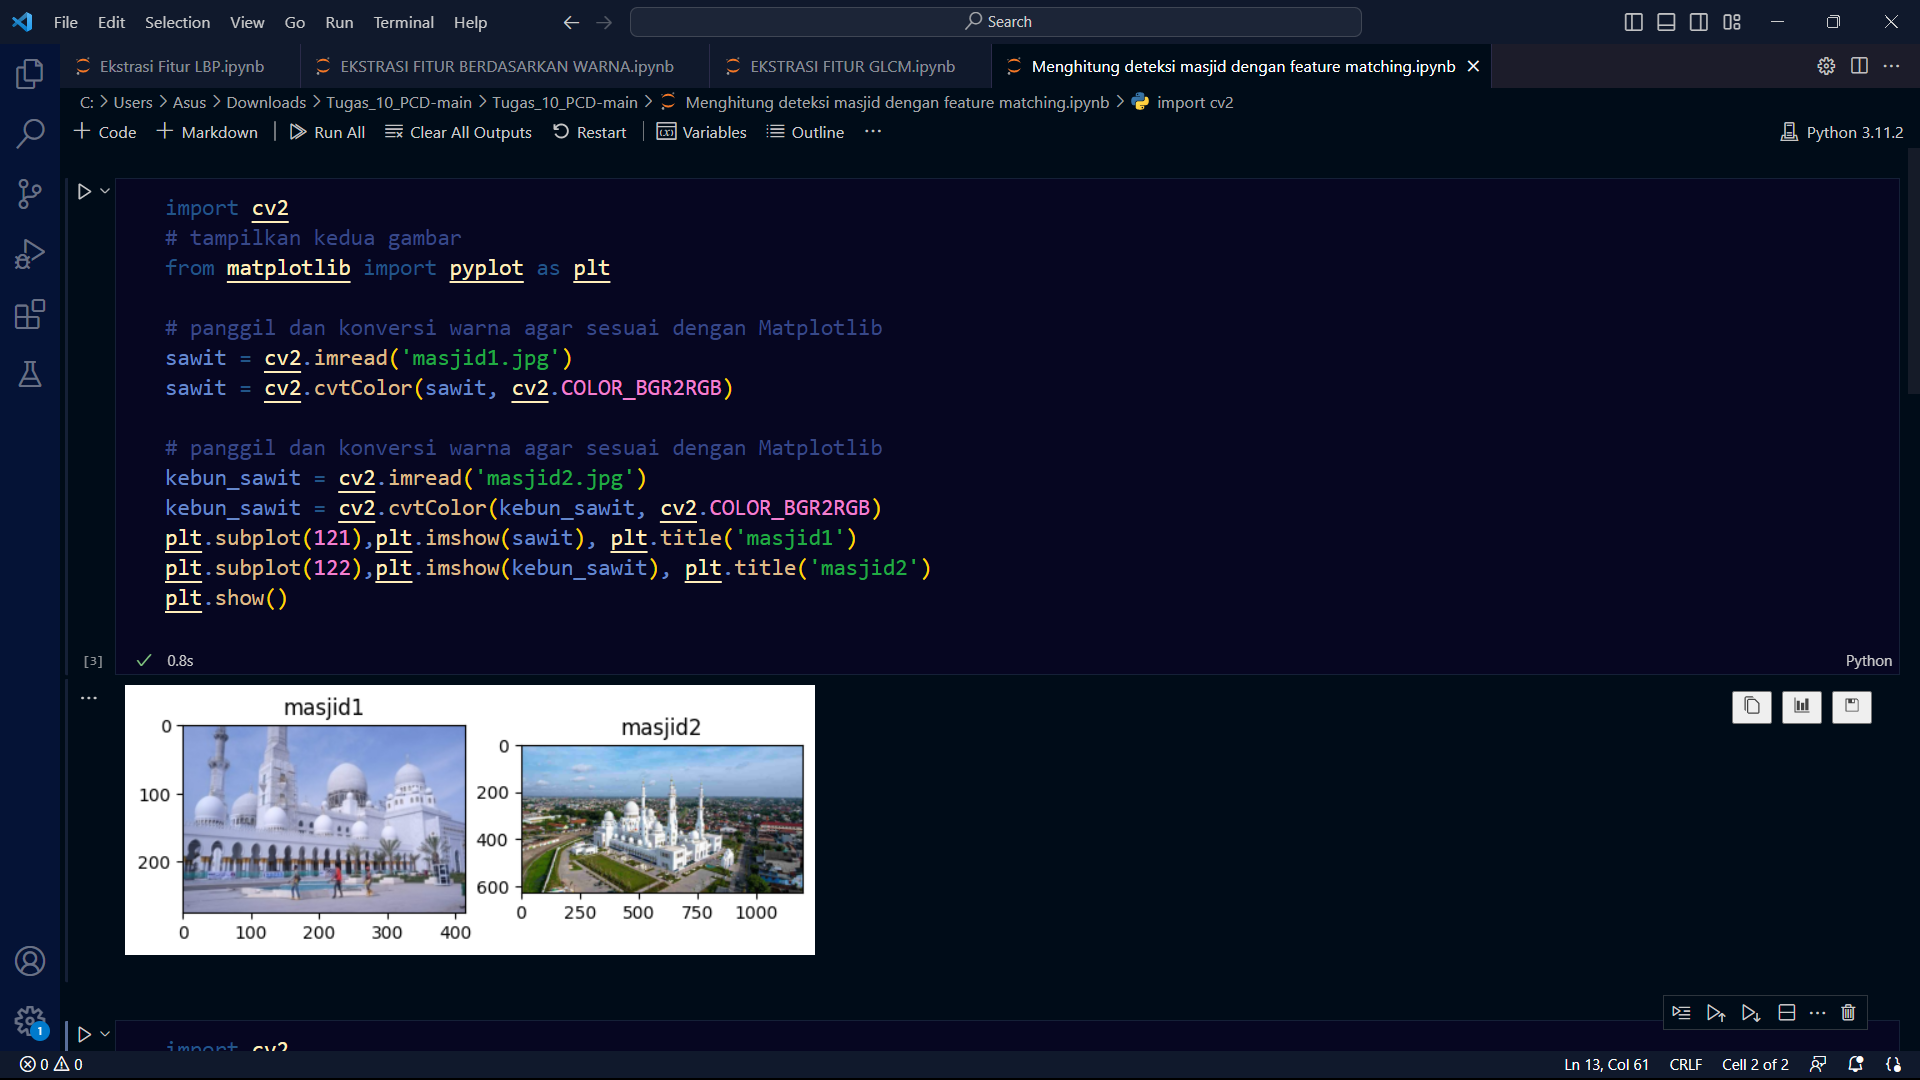 File Edit Selection View Go Run Terminal Help
Search
Ekstrasi Fitur LBP.ipynb
EKSTRASI FITUR BERDASARKAN WARNA.ipynb
EKSTRASI FITUR GLCM.ipynb
Menghitung deteksi masjid dengan feature matching.ipynb
C: > Users > Asus > Downloads > Tugas_10_PCD-main > Tugas_10_PCD-main > Menghitung deteksi masjid dengan feature matching.ipynb > import cv2
+ Code + Markdown | Run All Clear All Outputs Restart | Variables Outline ...
Python 3.11.2
import cv2
# tampilkan kedua gambar
from matplotlib import pyplot as plt
# panggil dan konversi warna agar sesuai dengan Matplotlib
sawit = cv2.imread('masjid1.jpg')
sawit = cv2.cvtColor(sawit, cv2.COLOR_BGR2RGB)
# panggil dan konversi warna agar sesuai dengan Matplotlib
kebun_sawit = cv2.imread('masjid2.jpg')
kebun_sawit = cv2.cvtColor(kebun_sawit, cv2.COLOR_BGR2RGB)
plt.subplot(121),plt.imshow(sawit), plt.title('masjid1')
plt.subplot(122),plt.imshow(kebun_sawit), plt.title('masjid2')
plt.show()
[3] 0.8s
Python
masjid1
0
100
200
0 100 200 300 400
masjid2
0
200
400
600
0 250 500 750 1000
1
import cv2
0 0
Ln 13, Col 61 CRLF Cell 2 of 2